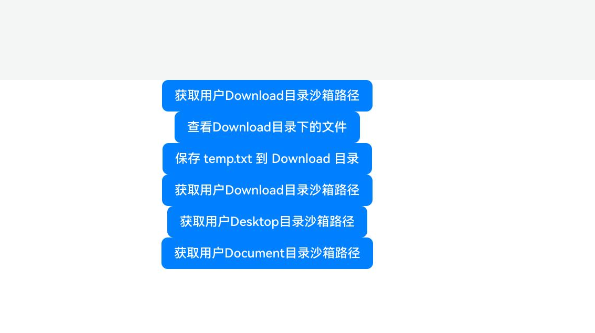 获取用户Download目录沙箱路径
查看Download目录下的文件
保存 temp.txt 到 Download 目录
获取用户Download目录沙箱路径
获取用户Desktop目录沙箱路径
获取用户Document目录沙箱路径